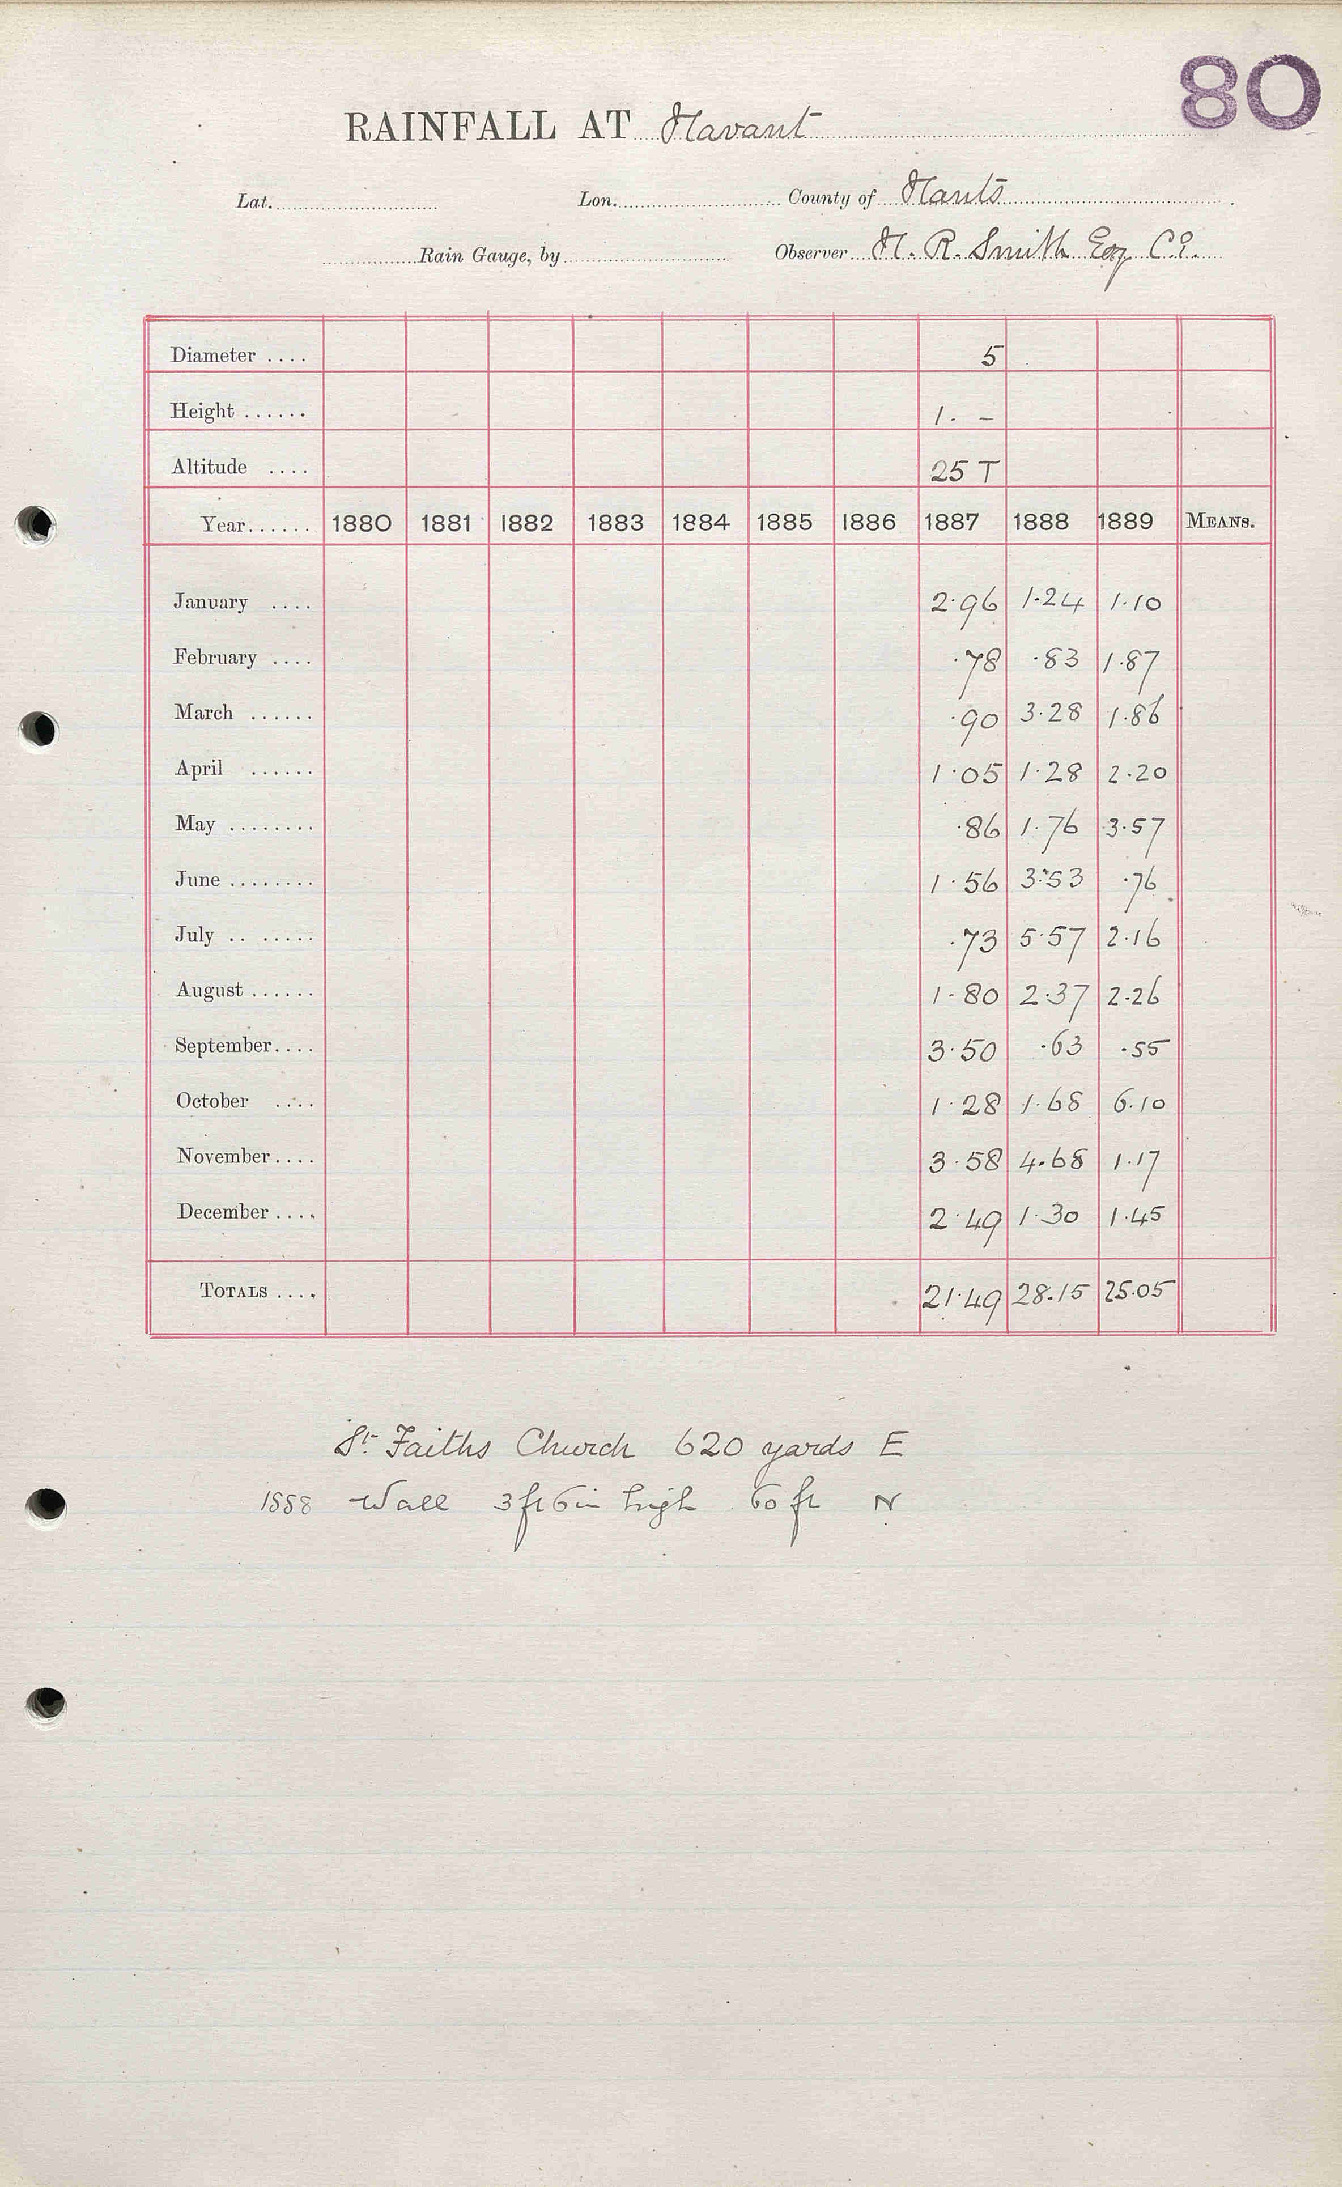 80
RAINFALL AT Havant
Lat. Lon. County of Hants
Rain Gauge, by Observer H. R. Smith Esq C.E.
Diameter .... 5
Height ...... 1. -
Altitude .... 25 T
Year...... 1880 1881 1882 1883 1884 1885 1886 1887 1888 1889 MEANS.
January .... 2.96 1.24 1.10
February .... .78 .83 1.87
March ...... .90 3.28 1.86
April ...... 1.05 1.28 2.20
May ........ .86 1.76 3.57
June ........ 1.56 3.53 .76
July .. ...... .73 5.57 2.16
August ...... 1.80 2.37 2.26
September.... 3.50 .63 .55
October .... 1.28 1.68 6.10
November.... 3.58 4.68 1.17
December.... 2.49 1.30 1.45
TOTALS .... 21.49 28.15 25.05
St. Faiths Church 620 yards E
1888 Wall 3 ft 6 in high 60 ft N